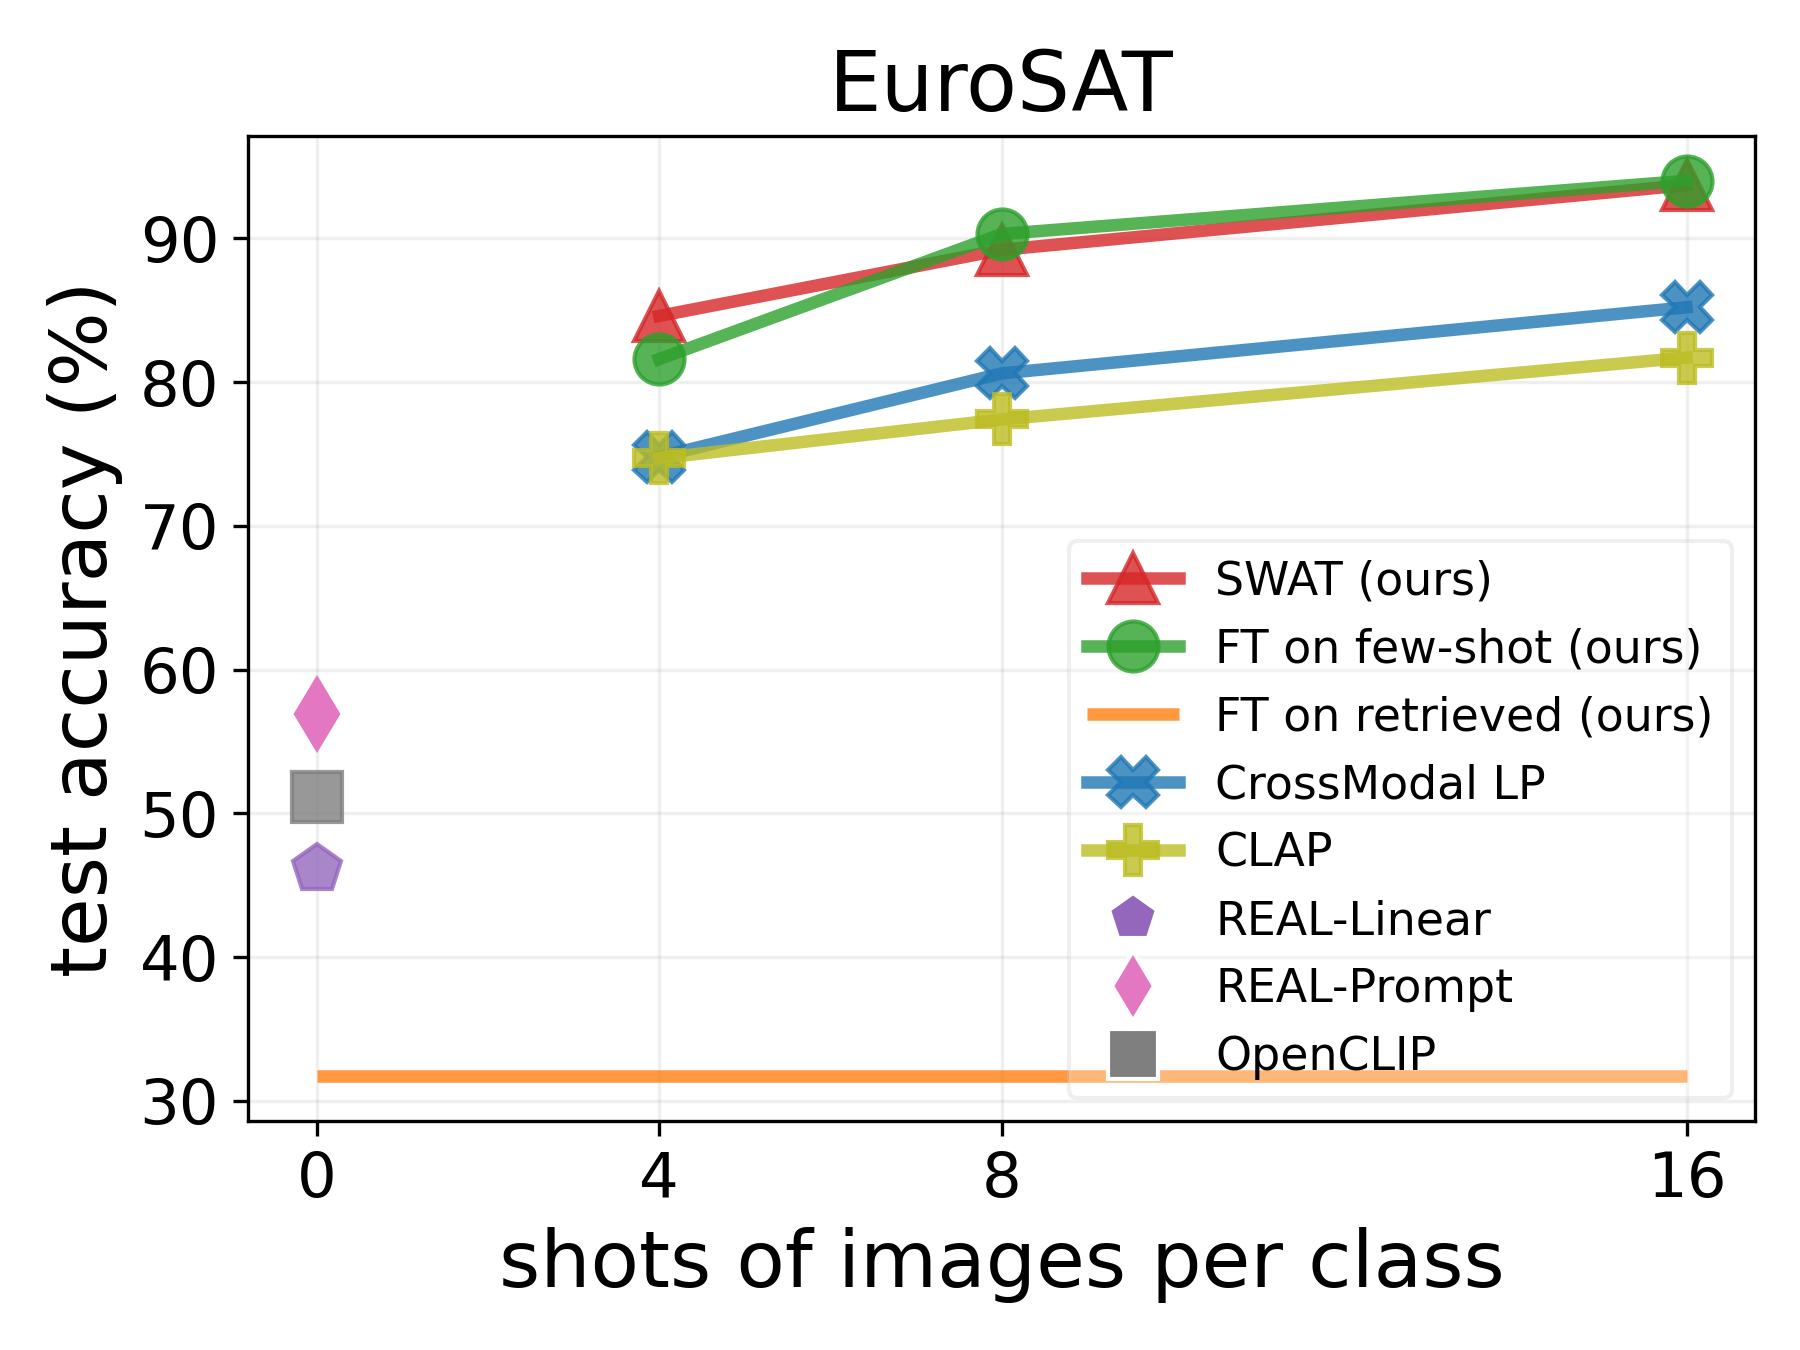 EuroSAT
test accuracy (%)
90
80
70
60
50
40
30
SWAT (ours)
FT on few-shot (ours)
FT on retrieved (ours)
CrossModal LP
CLAP
REAL-Linear
REAL-Prompt
OpenCLIP
0 4 8 16
shots of images per class